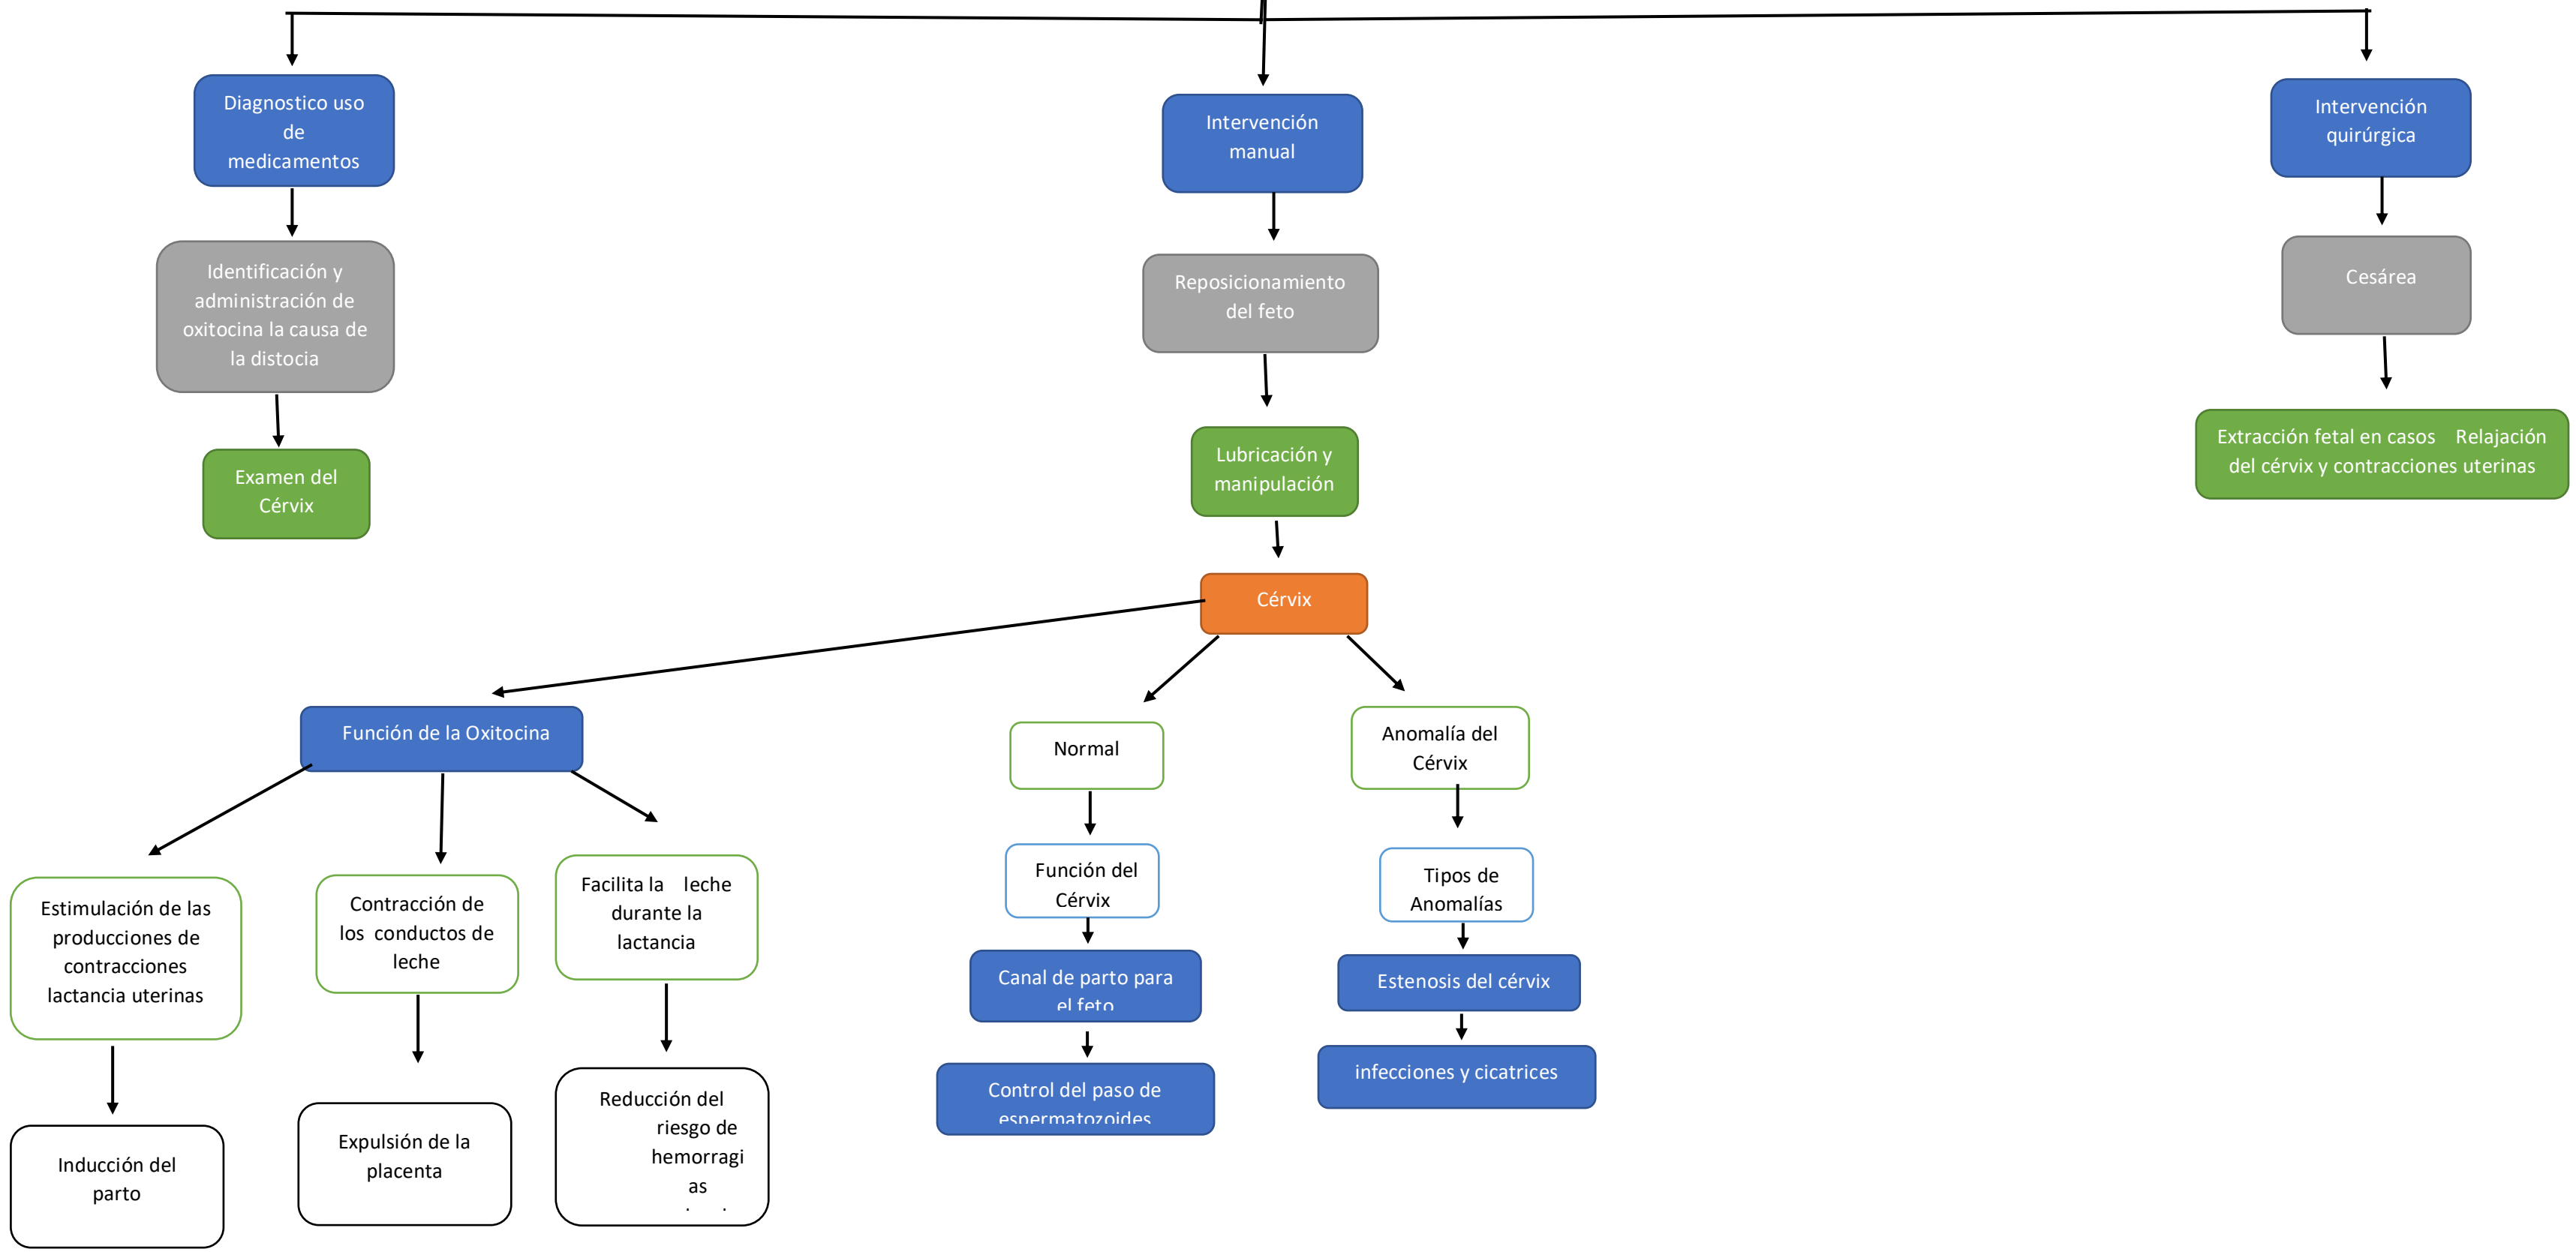 Diagnostico uso
de
medicamentos
Intervención
manual
Intervención
quirúrgica
Identificación y
administración de
oxitocina la causa de
la distocia
Reposicionamiento
del feto
Cesárea
Examen del
Cérvix
Lubricación y
manipulación
Extracción fetal en casos Relajación
del cérvix y contracciones uterinas
Cérvix
Función de la Oxitocina
Normal
Anomalía del
Cérvix
Estimulación de las
producciones de
contracciones
lactancia uterinas
Contracción de
los conductos de
leche
Facilita la leche
durante la
lactancia
Función del
Cérvix
Tipos de
Anomalías
Canal de parto para
el feto
Estenosis del cérvix
Control del paso de
espermatozoides
infecciones y cicatrices
Inducción del
parto
Expulsión de la
placenta
Reducción del
riesgo de
hemorragi
as